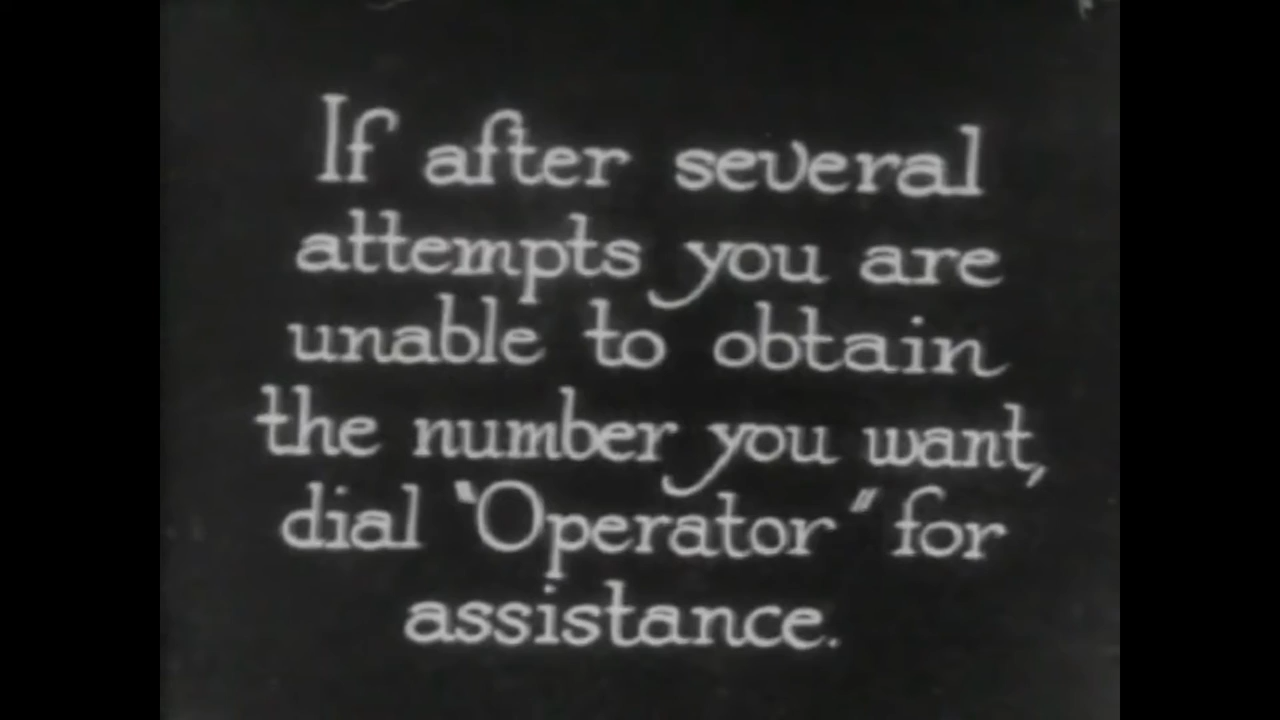 If after several
attempts you are
unable to obtain
the number you want,
dial "Operator" for
assistance.